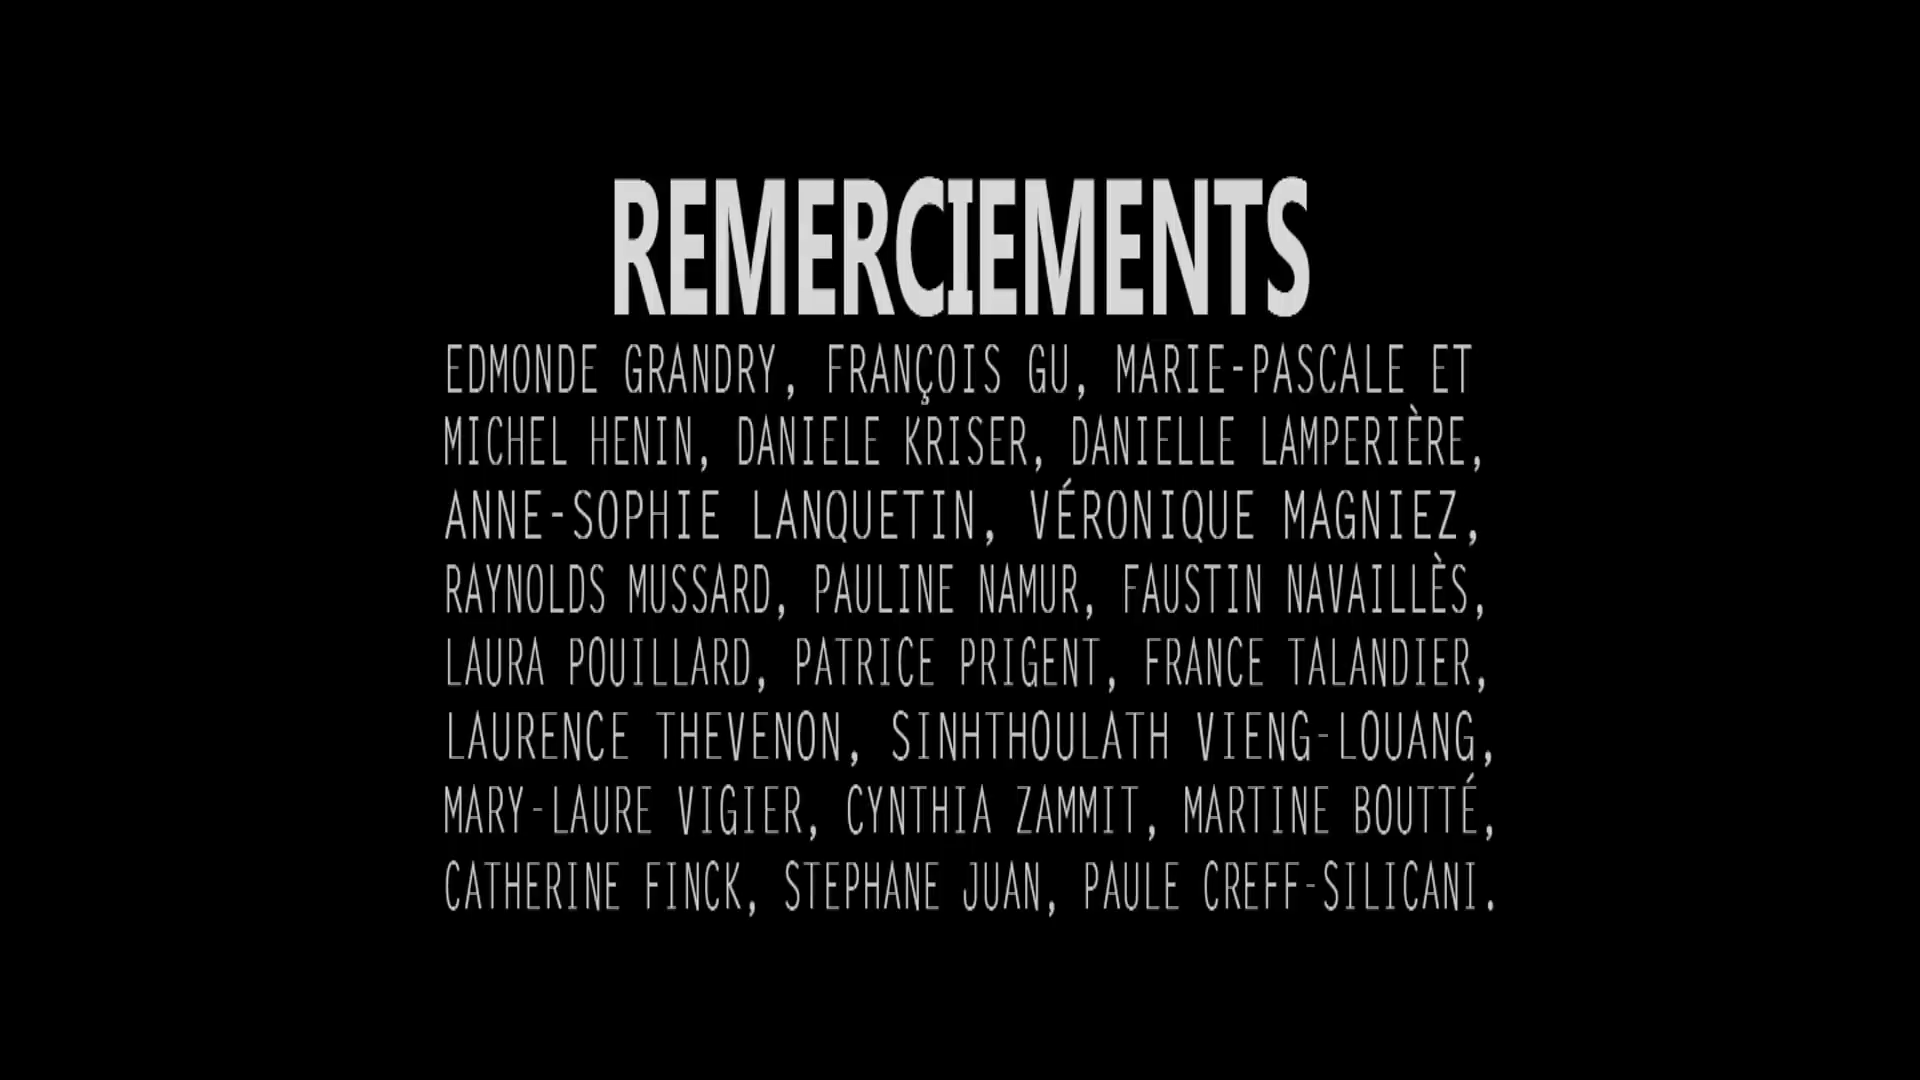 REMERCIEMENTS
EDMONDE GRANDRY, FRANÇOIS GU, MARIE-PASCALE ET
MICHEL HENIN, DANIELE KRISER, DANIELLE LAMPERIÈRE,
ANNE-SOPHIE LANQUETIN, VÉRONIQUE MAGNIEZ,
RAYNOLDS MUSSARD, PAULINE NAMUR, FAUSTIN NAVAILLÈS,
LAURA POUILLARD, PATRICE PRIGENT, FRANCE TALANDIER,
LAURENCE THEVENON, SINHTHOULATH VIENG-LOUANG,
MARY-LAURE VIGIER, CYNTHIA ZAMMIT, MARTINE BOUTTÉ,
CATHERINE FINCK, STEPHANE JUAN, PAULE CREFF-SILICANI.